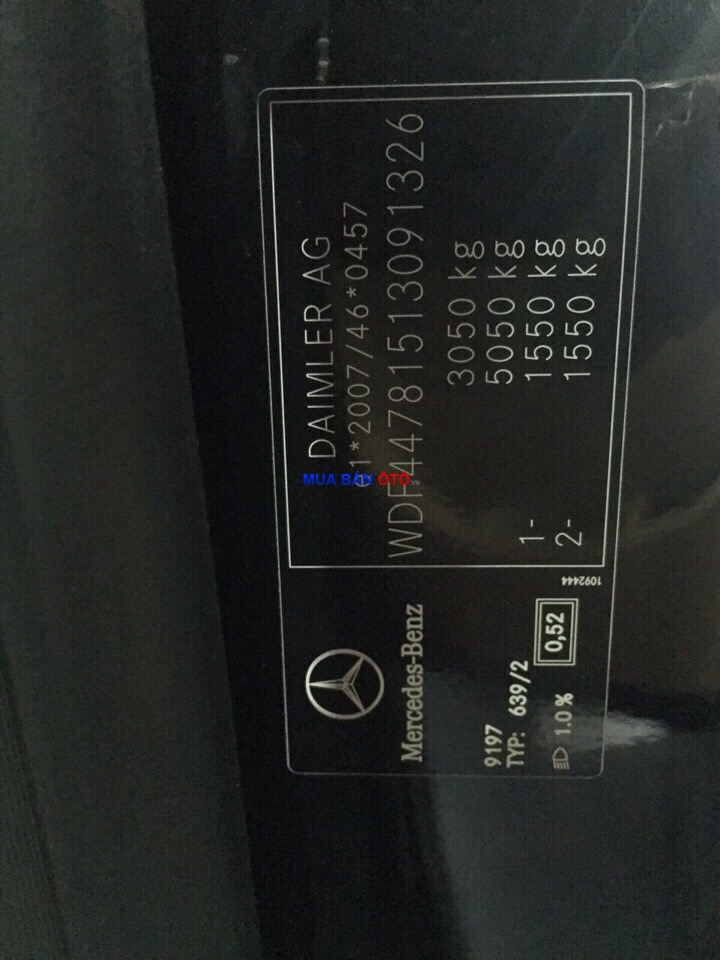 DAIMLER AG
e1*2007/46*0457
WDF44781513091326
3050 kg
5050 kg
1- 1550 kg
2- 1550 kg
1092444
Mercedes-Benz
9197
TYP: 639/2
1.0 %
0,52
MUA BÁN ÔTÔ.VN